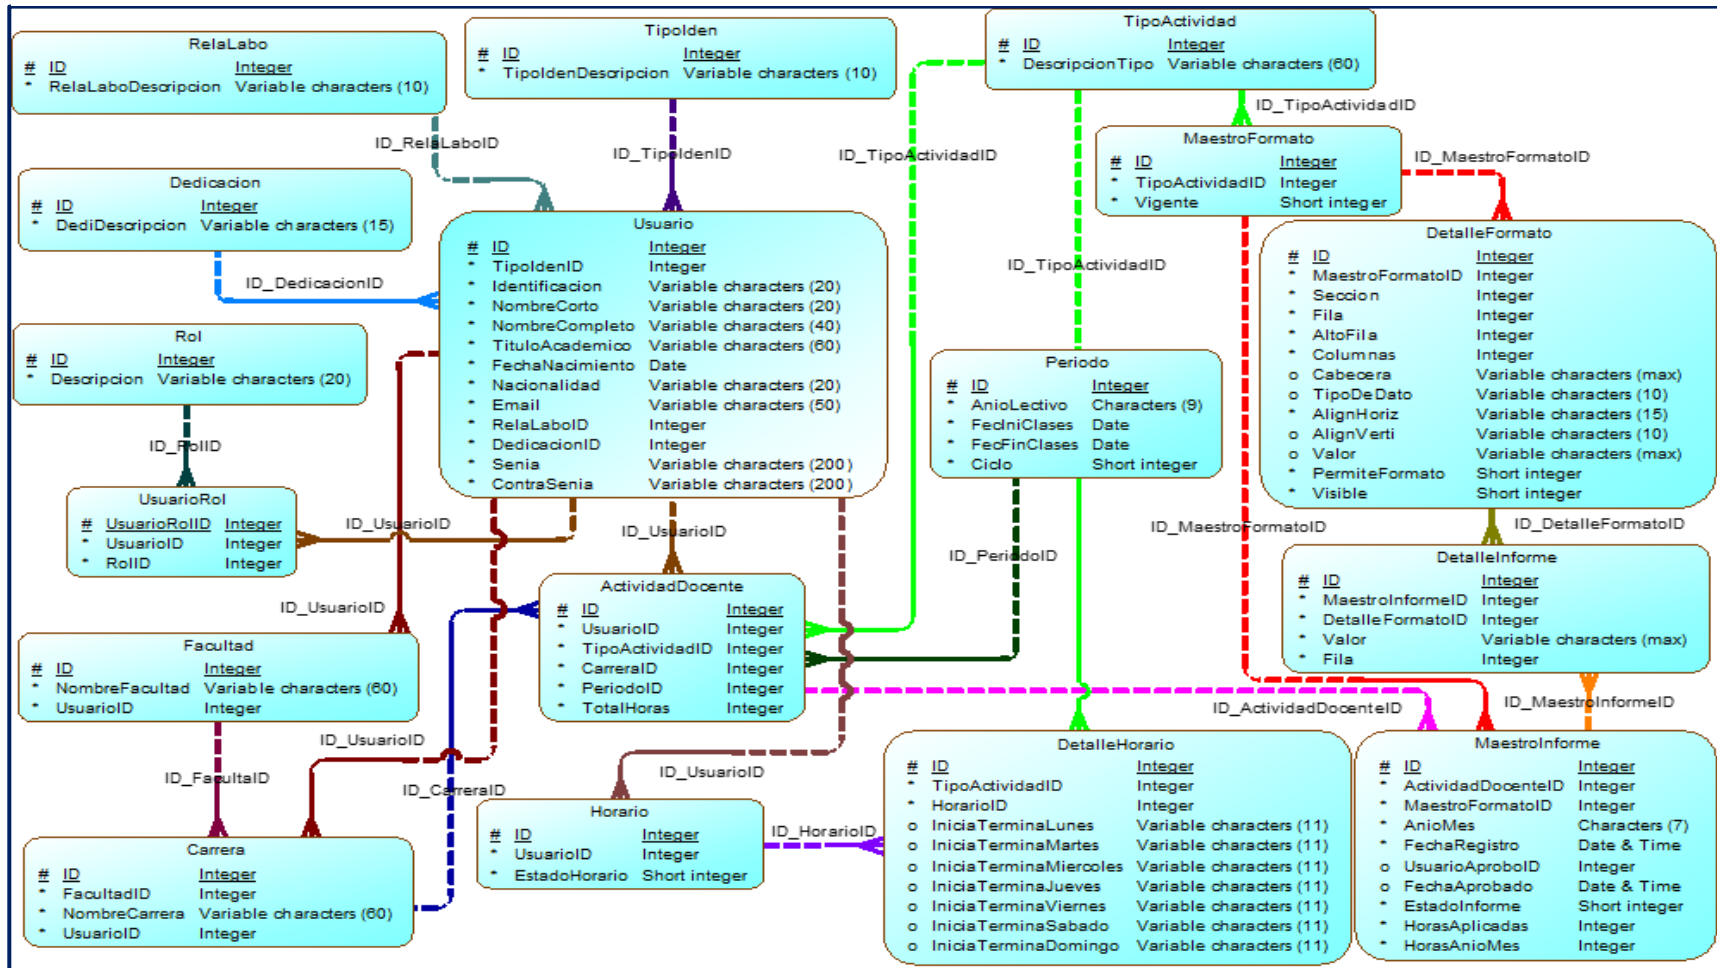 RelaLabo
# ID Integer
* RelaLaboDescripcion Variable characters (10)
TipoIden
# ID Integer
* TipoIdenDescripcion Variable characters (10)
TipoActividad
# ID Integer
* DescripcionTipo Variable characters (60)
ID_RelaLaboID
ID_TipoIdenID
ID_TipoActividadID
ID_TipoActividadID
MaestroFormato
# ID Integer
* TipoActividadID Integer
* Vigente Short integer
ID_MaestroFormatoID
Dedicacion
# ID Integer
* DediDescripcion Variable characters (15)
ID_DedicacionID
Usuario
# ID Integer
* TipoIdenID Integer
* Identificacion Variable characters (20)
* NombreCorto Variable characters (20)
* NombreCompleto Variable characters (40)
* TituloAcademico Variable characters (60)
* FechaNacimiento Date
* Nacionalidad Variable characters (20)
* Email Variable characters (50)
* RelaLaboID Integer
* DedicacionID Integer
* Senia Variable characters (200)
* ContraSenia Variable characters (200)
ID_TipoActividadID
DetalleFormato
# ID Integer
* MaestroFormatoID Integer
* Seccion Integer
* Fila Integer
* AltoFila Integer
* Columnas Integer
o Cabecera Variable characters (max)
o TipoDeDato Variable characters (10)
* AlignHoriz Variable characters (15)
o AlignVerti Variable characters (10)
o Valor Variable characters (max)
* PermiteFormato Short integer
* Visible Short integer
Rol
# ID Integer
* Descripcion Variable characters (20)
ID_RolID
Periodo
# ID Integer
* AnioLectivo Characters (9)
* FecIniClases Date
* FecFinClases Date
* Ciclo Short integer
UsuarioRol
# UsuarioRolID Integer
* UsuarioID Integer
* RolID Integer
ID_UsuarioID
ID_UsuarioID
ID_PeriodoID
ID_MaestroFormatoID
ID_DetalleFormatoID
DetalleInforme
# ID Integer
* MaestroInformeID Integer
* DetalleFormatoID Integer
* Valor Variable characters (max)
* Fila Integer
ActividadDocente
# ID Integer
* UsuarioID Integer
* TipoActividadID Integer
* CarreraID Integer
* PeriodoID Integer
* TotalHoras Integer
ID_UsuarioID
Facultad
# ID Integer
* NombreFacultad Variable characters (60)
* UsuarioID Integer
ID_ActividadDocenteID
ID_MaestroInformeID
ID_UsuarioID
ID_FacultaID
ID_CarreraID
ID_UsuarioID
DetalleHorario
# ID Integer
* TipoActividadID Integer
* HorarioID Integer
o IniciaTerminaLunes Variable characters (11)
o IniciaTerminaMartes Variable characters (11)
o IniciaTerminaMiercoles Variable characters (11)
o IniciaTerminaJueves Variable characters (11)
o IniciaTerminaViernes Variable characters (11)
o IniciaTerminaSabado Variable characters (11)
o IniciaTerminaDomingo Variable characters (11)
MaestroInforme
# ID Integer
* ActividadDocenteID Integer
* MaestroFormatoID Integer
* AnioMes Characters (7)
* FechaRegistro Date & Time
o UsuarioAproboID Integer
o FechaAprobado Date & Time
* EstadoInforme Short integer
* HorasAplicadas Integer
* HorasAnioMes Integer
Horario
# ID Integer
* UsuarioID Integer
* EstadoHorario Short integer
ID_HorarioID
Carrera
# ID Integer
* FacultadID Integer
* NombreCarrera Variable characters (60)
* UsuarioID Integer